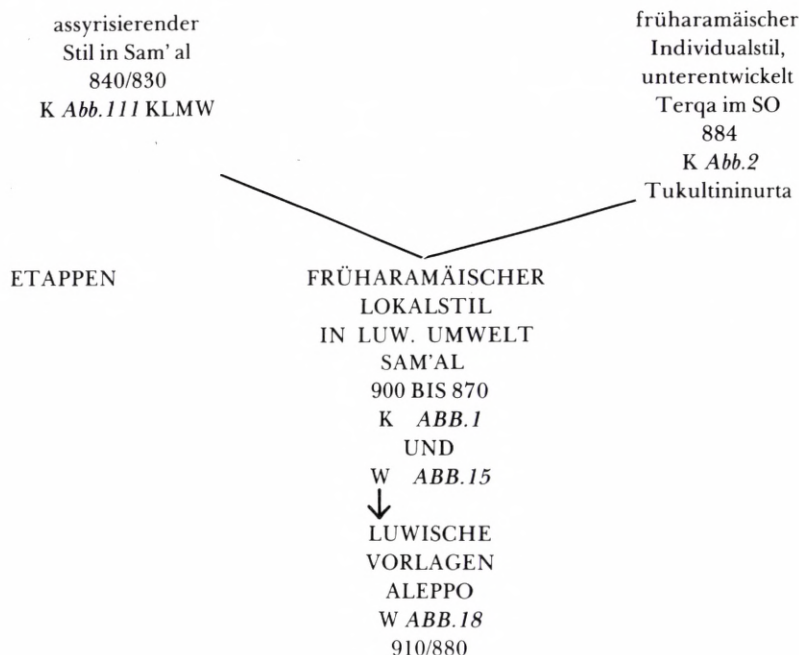 assyrisierender
Stil in Sam' al
840/830
K Abb.111 KLMW
früharamäischer
Individualstil,
unterentwickelt
Terqa im SO
884
K Abb.2
Tukultininurta
ETAPPEN
FRÜHARAMÄISCHER
LOKALSTIL
IN LUW. UMWELT
SAM'AL
900 BIS 870
K ABB.1
UND
W ABB.15
LUWISCHE
VORLAGEN
ALEPPO
W ABB.18
910/880